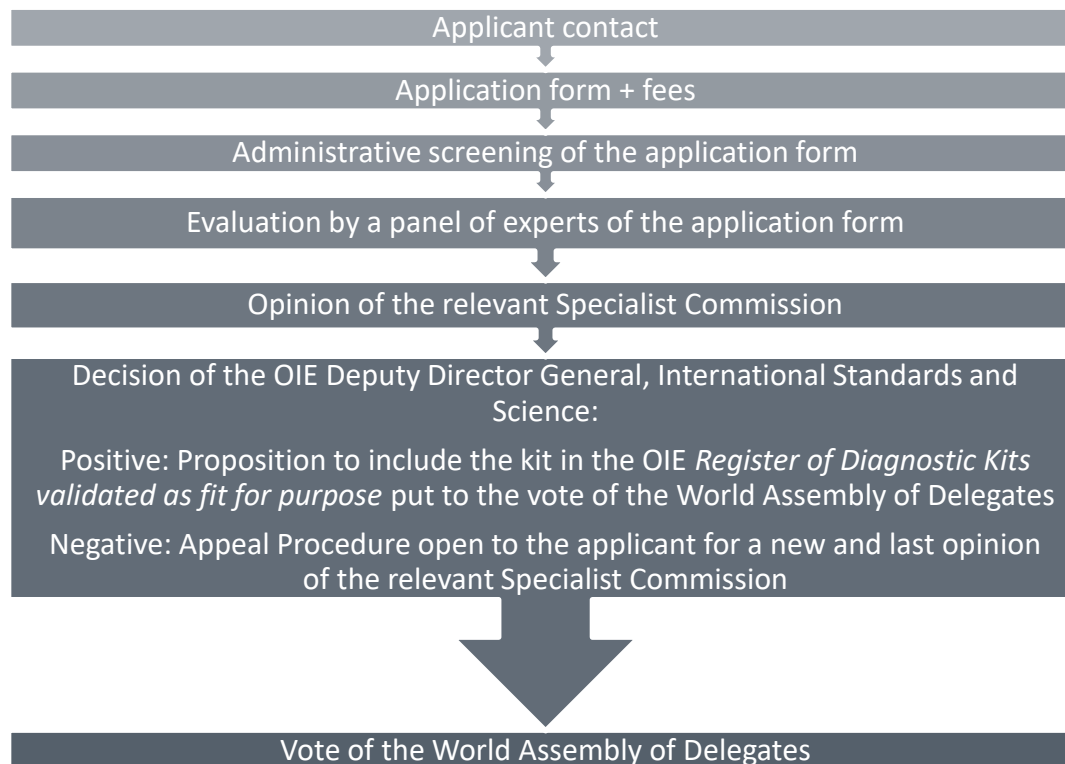 Applicant contact
Application form + fees
Administrative screening of the application form
Evaluation by a panel of experts of the application form
Opinion of the relevant Specialist Commission
Decision of the OIE Deputy Director General, International Standards and
Science:
Positive: Proposition to include the kit in the OIE Register of Diagnostic Kits
validated as fit for purpose put to the vote of the World Assembly of Delegates
Negative: Appeal Procedure open to the applicant for a new and last opinion
of the relevant Specialist Commission
Vote of the World Assembly of Delegates